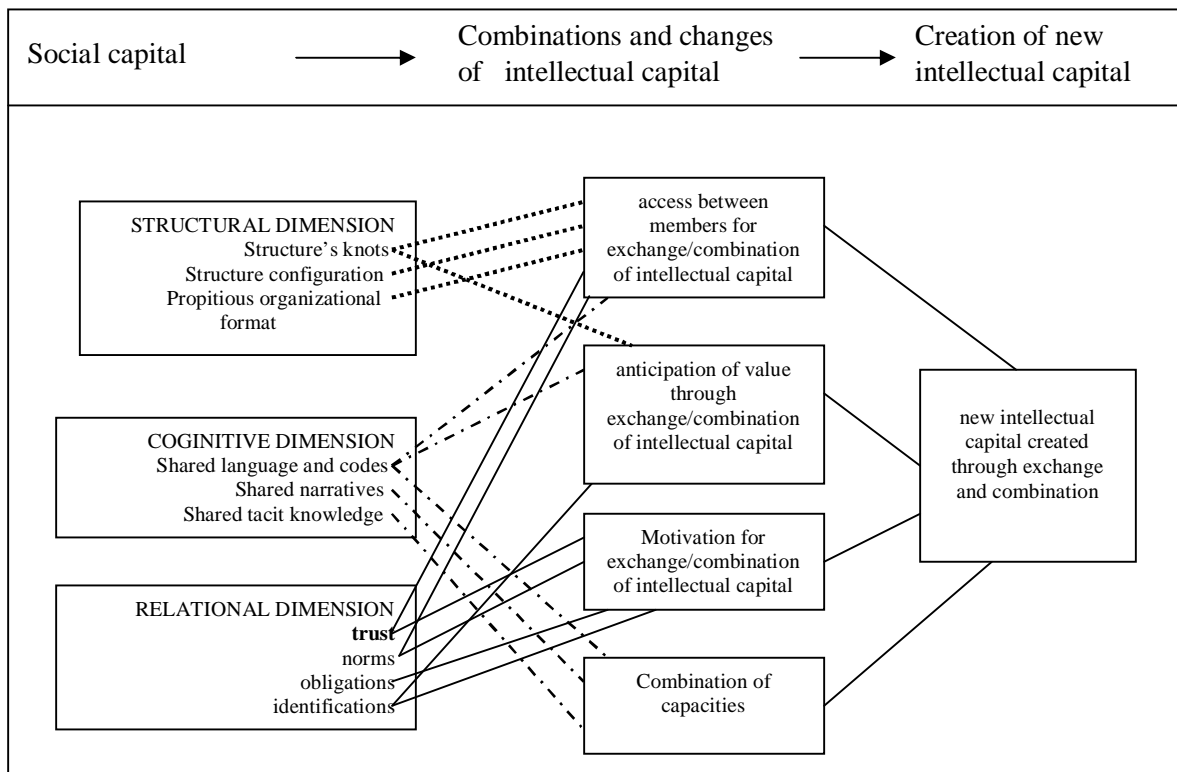 Social capital
Combinations and changes
of intellectual capital
Creation of new
intellectual capital
STRUCTURAL DIMENSION
Structure's knots
Structure configuration
Propitious organizational
format
COGINITIVE DIMENSION
Shared language and codes
Shared narratives
Shared tacit knowledge
RELATIONAL DIMENSION
trust
norms
obligations
identifications
access between
members for
exchange/combination
of intellectual capital
anticipation of value
through
exchange/combination
of intellectual capital
Motivation for
exchange/combination
of intellectual capital
Combination of
capacities
new intellectual
capital created
through exchange
and combination